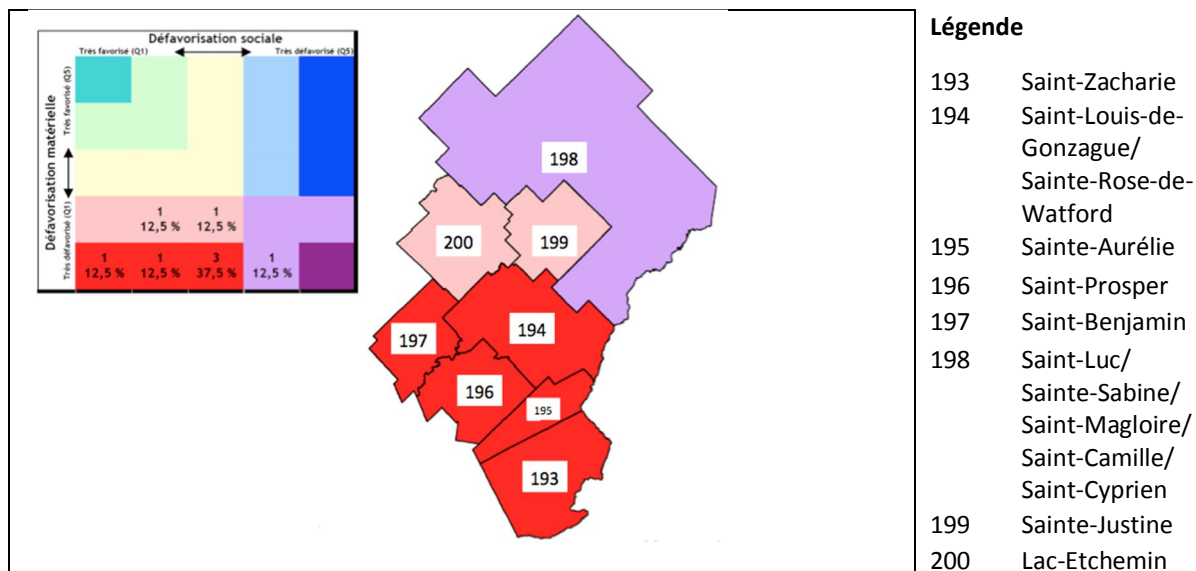 Défavorisation sociale
Très favorisé (Q1) Très défavorisé (Q5)
Défavorisation matérielle
Très favorisé (Q5)
Très défavorisé (Q1)
1 1
12,5 % 12,5 %
1 1 3 1
12,5 % 12,5 % 37,5 % 12,5 %
198
200
199
194
197
196
195
193
Légende
193 Saint-Zacharie
194 Saint-Louis-de-
Gonzague/
Sainte-Rose-de-
Watford
195 Sainte-Aurélie
196 Saint-Prosper
197 Saint-Benjamin
198 Saint-Luc/
Sainte-Sabine/
Saint-Magloire/
Saint-Camille/
Saint-Cyprien
199 Sainte-Justine
200 Lac-Etchemin